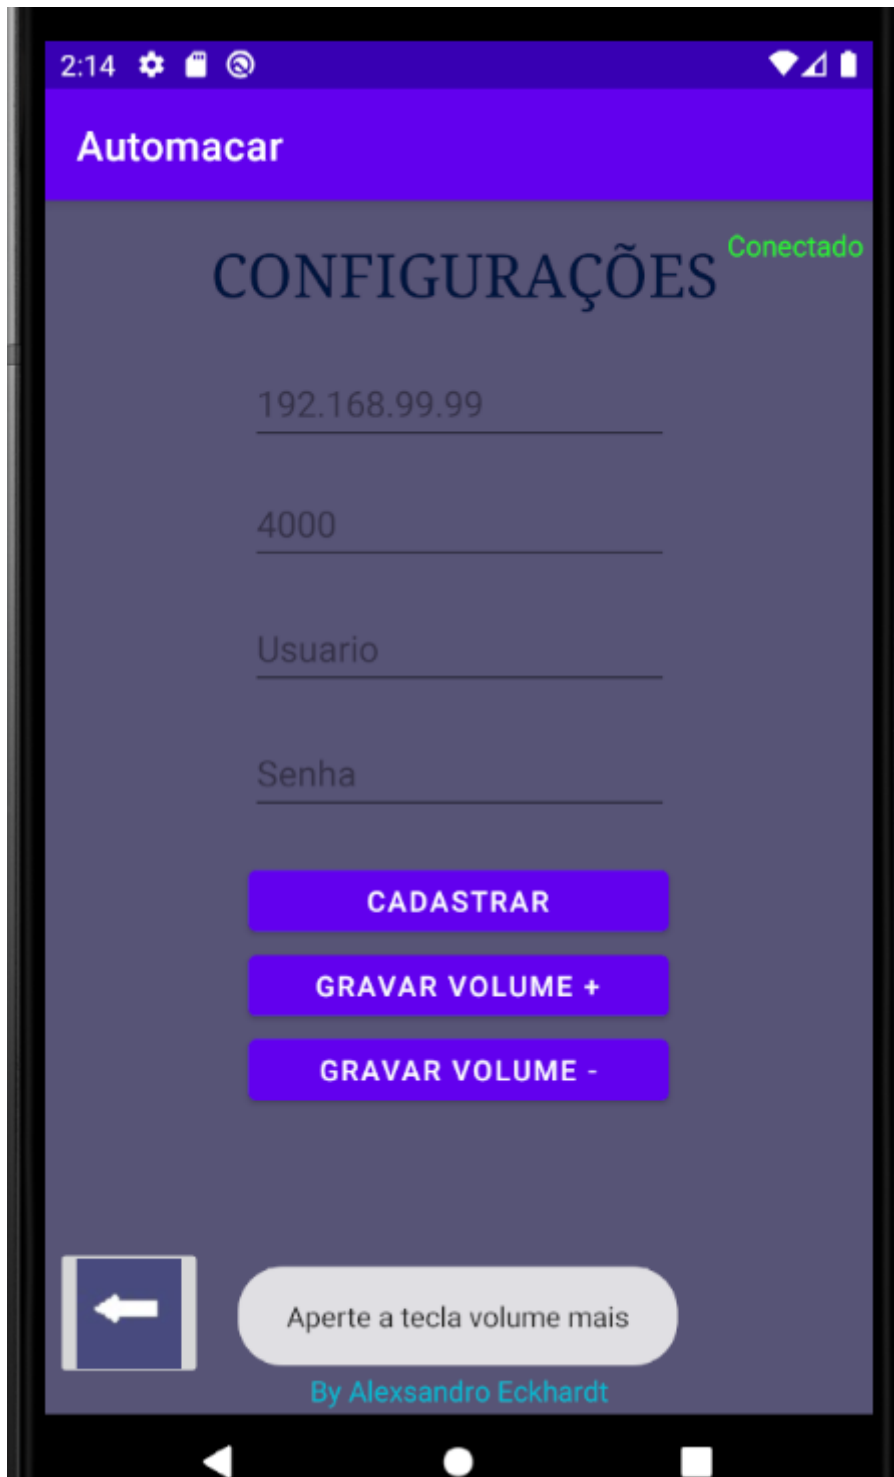 2:14
Automacar
Conectado
CONFIGURAÇÕES
192.168.99.99
4000
Usuario
Senha
CADASTRAR
GRAVAR VOLUME +
GRAVAR VOLUME -
Aperte a tecla volume mais
By Alexsandro Eckhardt